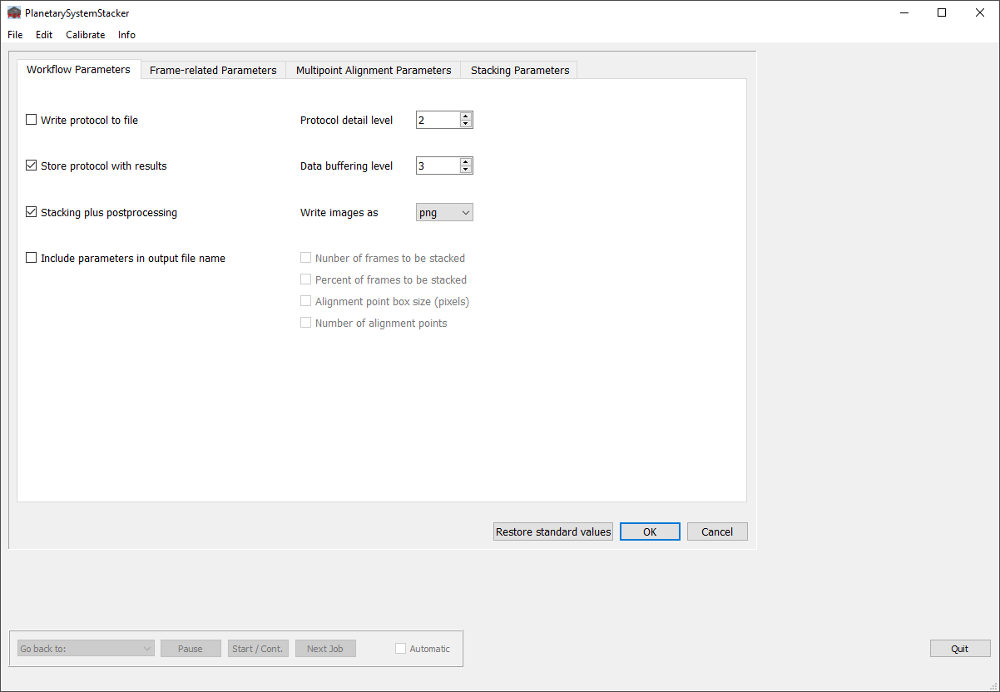 PlanetarySystemStacker
File Edit Calibrate Info
Workflow Parameters Frame-related Parameters Multipoint Alignment Parameters Stacking Parameters
Write protocol to file Protocol detail level 2
Store protocol with results Data buffering level 3
Stacking plus postprocessing Write images as png
Include parameters in output file name Nunber of frames to be stacked
Percent of frames to be stacked
Alignment point box size (pixels)
Number of alignment points
Restore standard values OK Cancel
Go back to: Pause Start / Cont. Next Job Automatic Quit